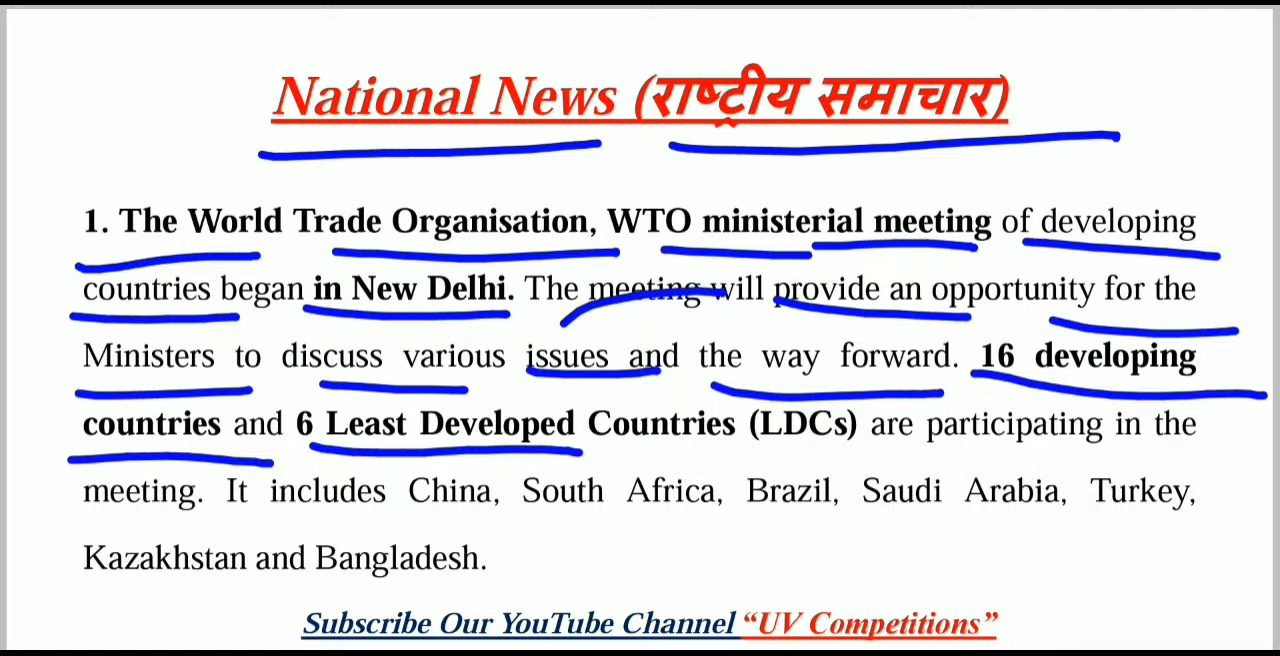 National News (राष्ट्रीय समाचार)
1. The World Trade Organisation, WTO ministerial meeting of developing
countries began in New Delhi. The meeting will provide an opportunity for the
Ministers to discuss various issues and the way forward. 16 developing
countries and 6 Least Developed Countries (LDCs) are participating in the
meeting. It includes China, South Africa, Brazil, Saudi Arabia, Turkey,
Kazakhstan and Bangladesh.
Subscribe Our YouTube Channel “UV Competitions”